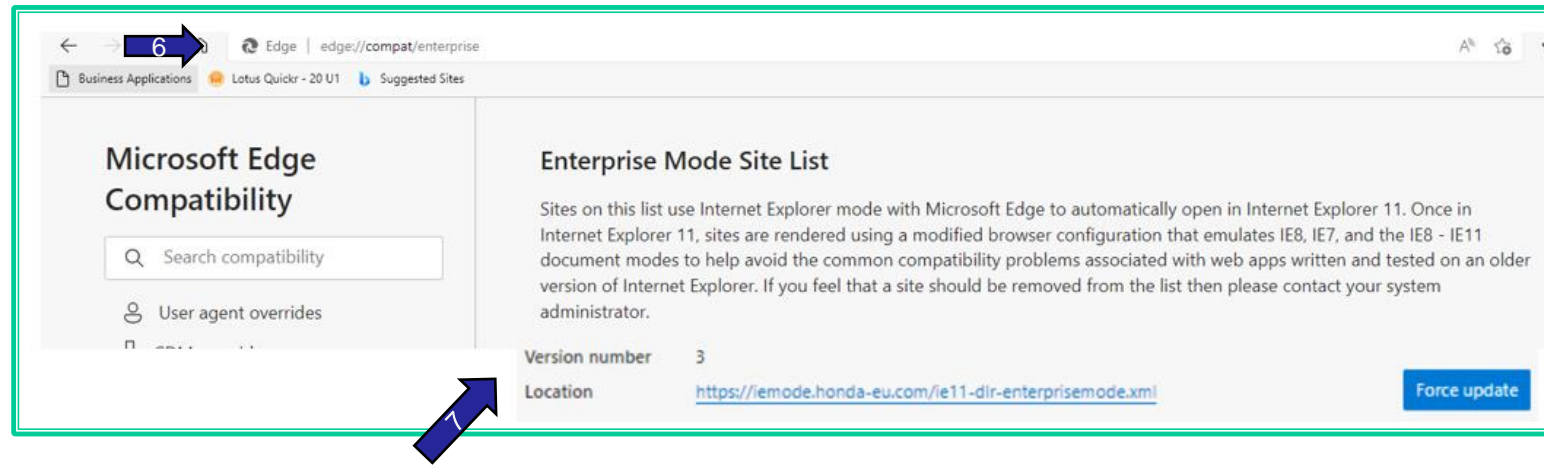 6
Edge | edge://compat/enterprise
Business Applications Lotus Quickr - 20 U1 Suggested Sites
Microsoft Edge
Compatibility
Search compatibility
User agent overrides
Enterprise Mode Site List
Sites on this list use Internet Explorer mode with Microsoft Edge to automatically open in Internet Explorer 11. Once in
Internet Explorer 11, sites are rendered using a modified browser configuration that emulates IE8, IE7, and the IE8 - IE11
document modes to help avoid the common compatibility problems associated with web apps written and tested on an older
version of Internet Explorer. If you feel that a site should be removed from the list then please contact your system
administrator.
Version number 3
Location https://iemode.honda-eu.com/ie11-dlr-enterprisemode.xml Force update
7